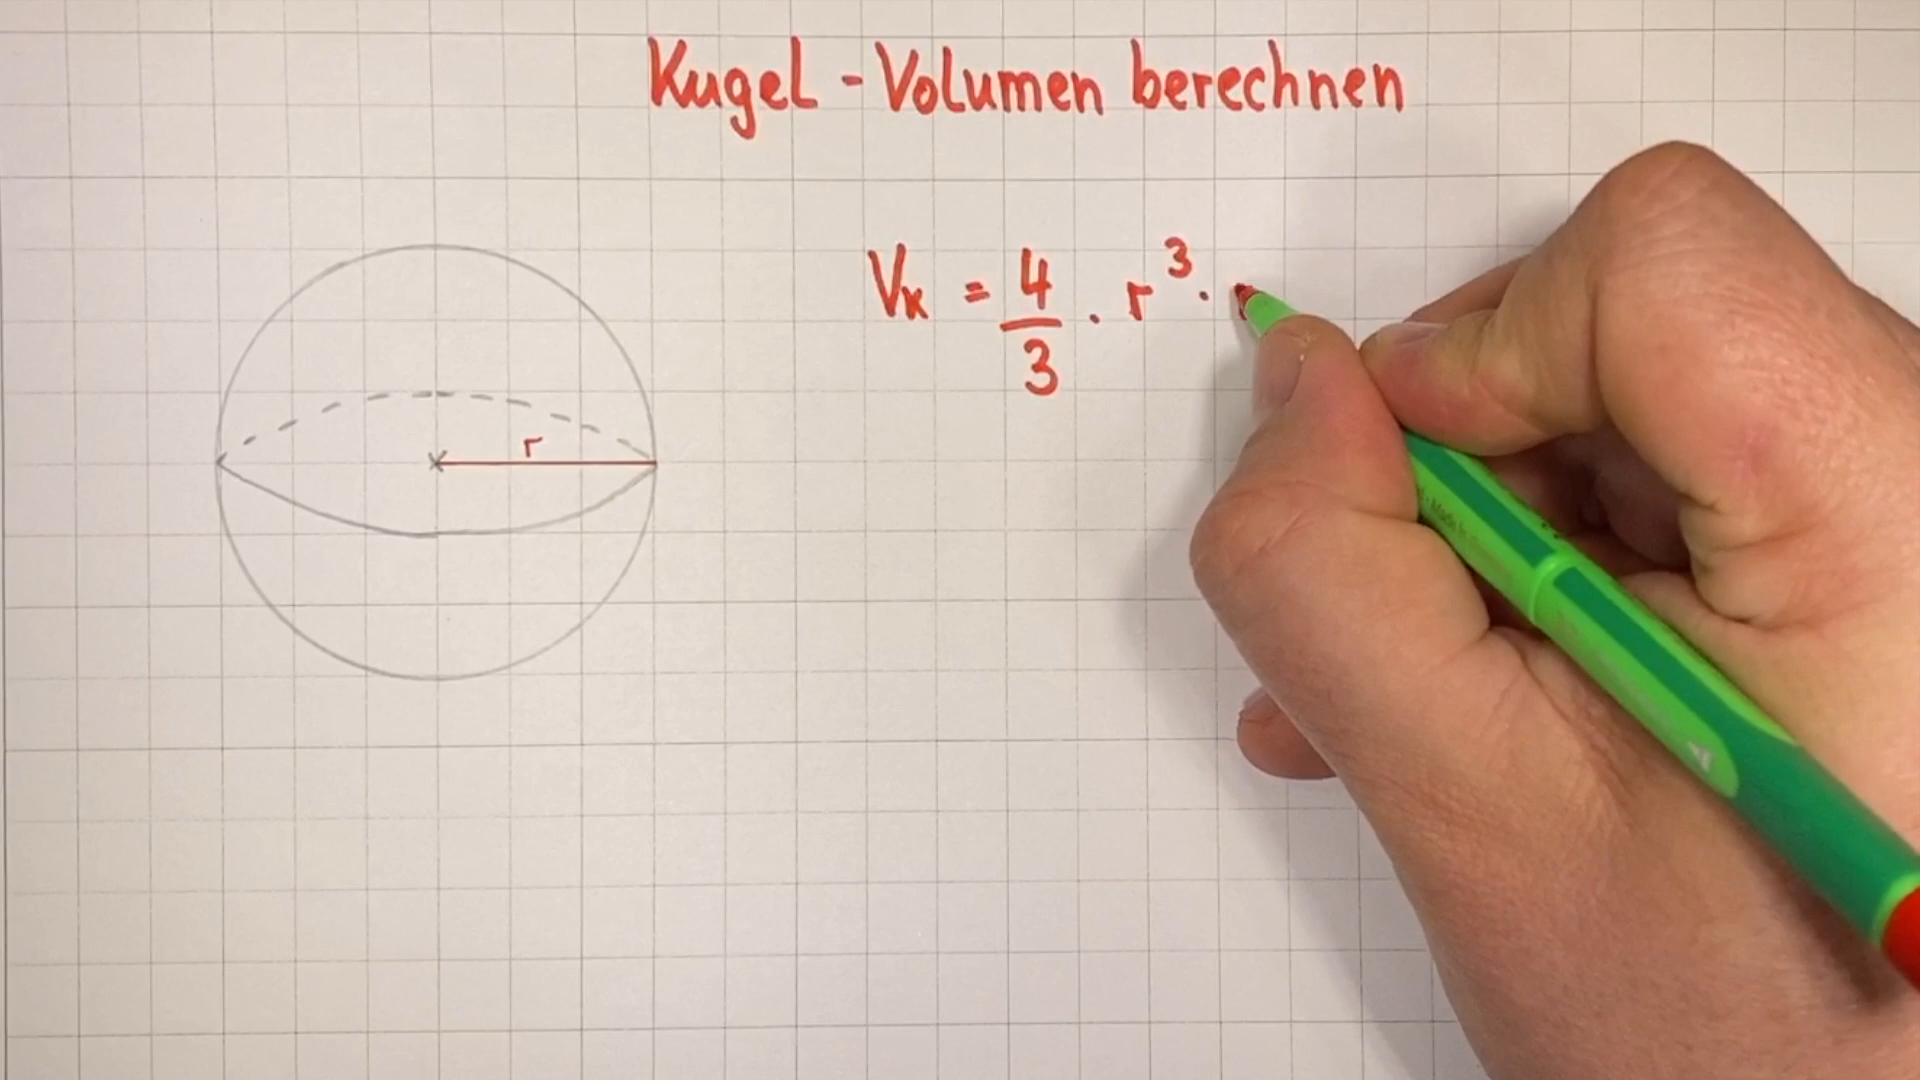 Kugel - Volumen berechnen
Vₖ = 4/3 · r³ ·
r